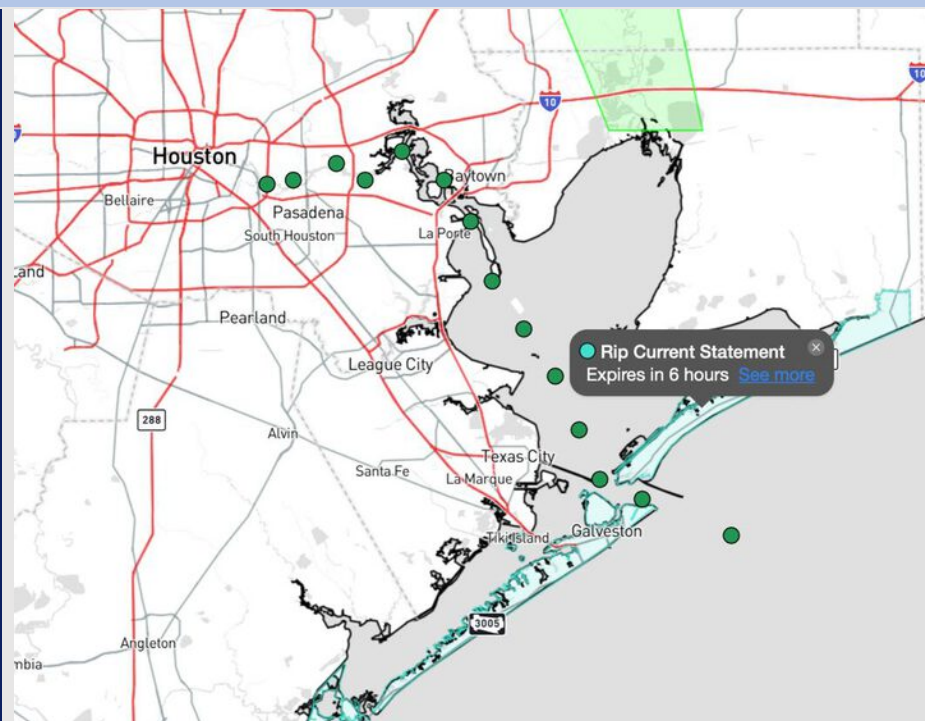 10
10
Houston
Baytown
Bellaire
Pasadena
South Houston
La Porte
and
Pearland
Rip Current Statement
Expires in 6 hours See more
League City
288
Alvin
Texas City
Santa Fe
La Marque
Galveston
Tiki Island
3005
Angleton
mbia